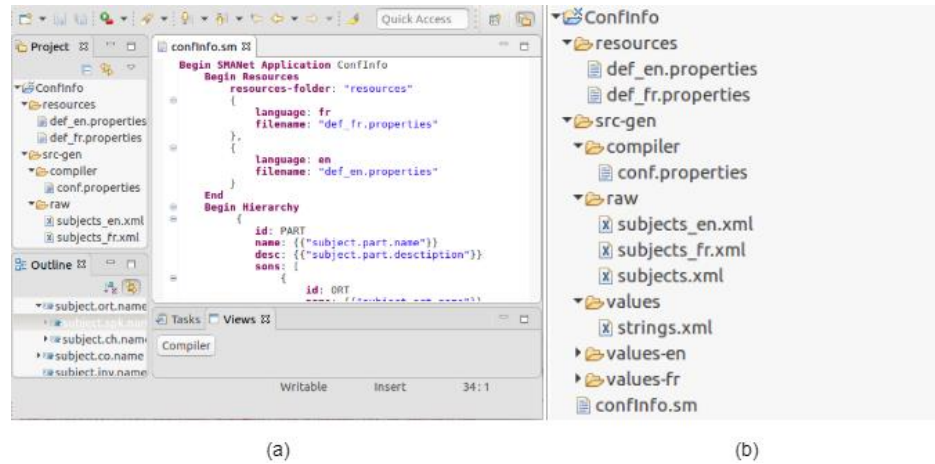 Quick Access
Project
ConfInfo
resources
def_en.properties
def_fr.properties
src-gen
compiler
conf.properties
raw
subjects_en.xml
subjects_fr.xml
Outline
subject.ort.name
subject.ch.name
subject.co.name
subject.inv.name
confInfo.sm
Begin SMANet Application ConfInfo
Begin Resources
resources-folder: "resources"
{
language: fr
filename: "def_fr.properties"
},
{
language: en
filename: "def_en.properties"
}
End
Begin Hierarchy
{
id: PART
name: {{"subject.part.name"}}
desc: {{"subject.part.desctiption"}}
sons: [
{
id: ORT
name: {{"subject.ort.name"}}
Tasks Views
Compiler
Writable Insert 34:1
(a)
ConfInfo
resources
def_en.properties
def_fr.properties
src-gen
compiler
conf.properties
raw
subjects_en.xml
subjects_fr.xml
subjects.xml
values
strings.xml
values-en
values-fr
confInfo.sm
(b)